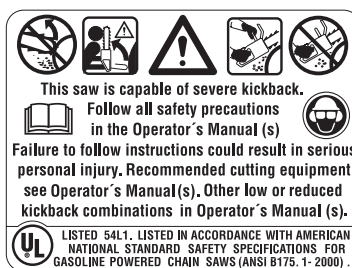 This saw is capable of severe kickback.
Follow all safety precautions
in the Operator´s Manual (s)
Failure to follow instructions could result in serious
personal injury. Recommended cutting equipment
see Operator´s Manual(s). Other low or reduced
kickback combinations in Operator´s Manual (s).
UL
LISTED 54L1. LISTED IN ACCORDANCE WITH AMERICAN
NATIONAL STANDARD SAFETY SPECIFICATIONS FOR
GASOLINE POWERED CHAIN SAWS (ANSI B175. 1- 2000) .